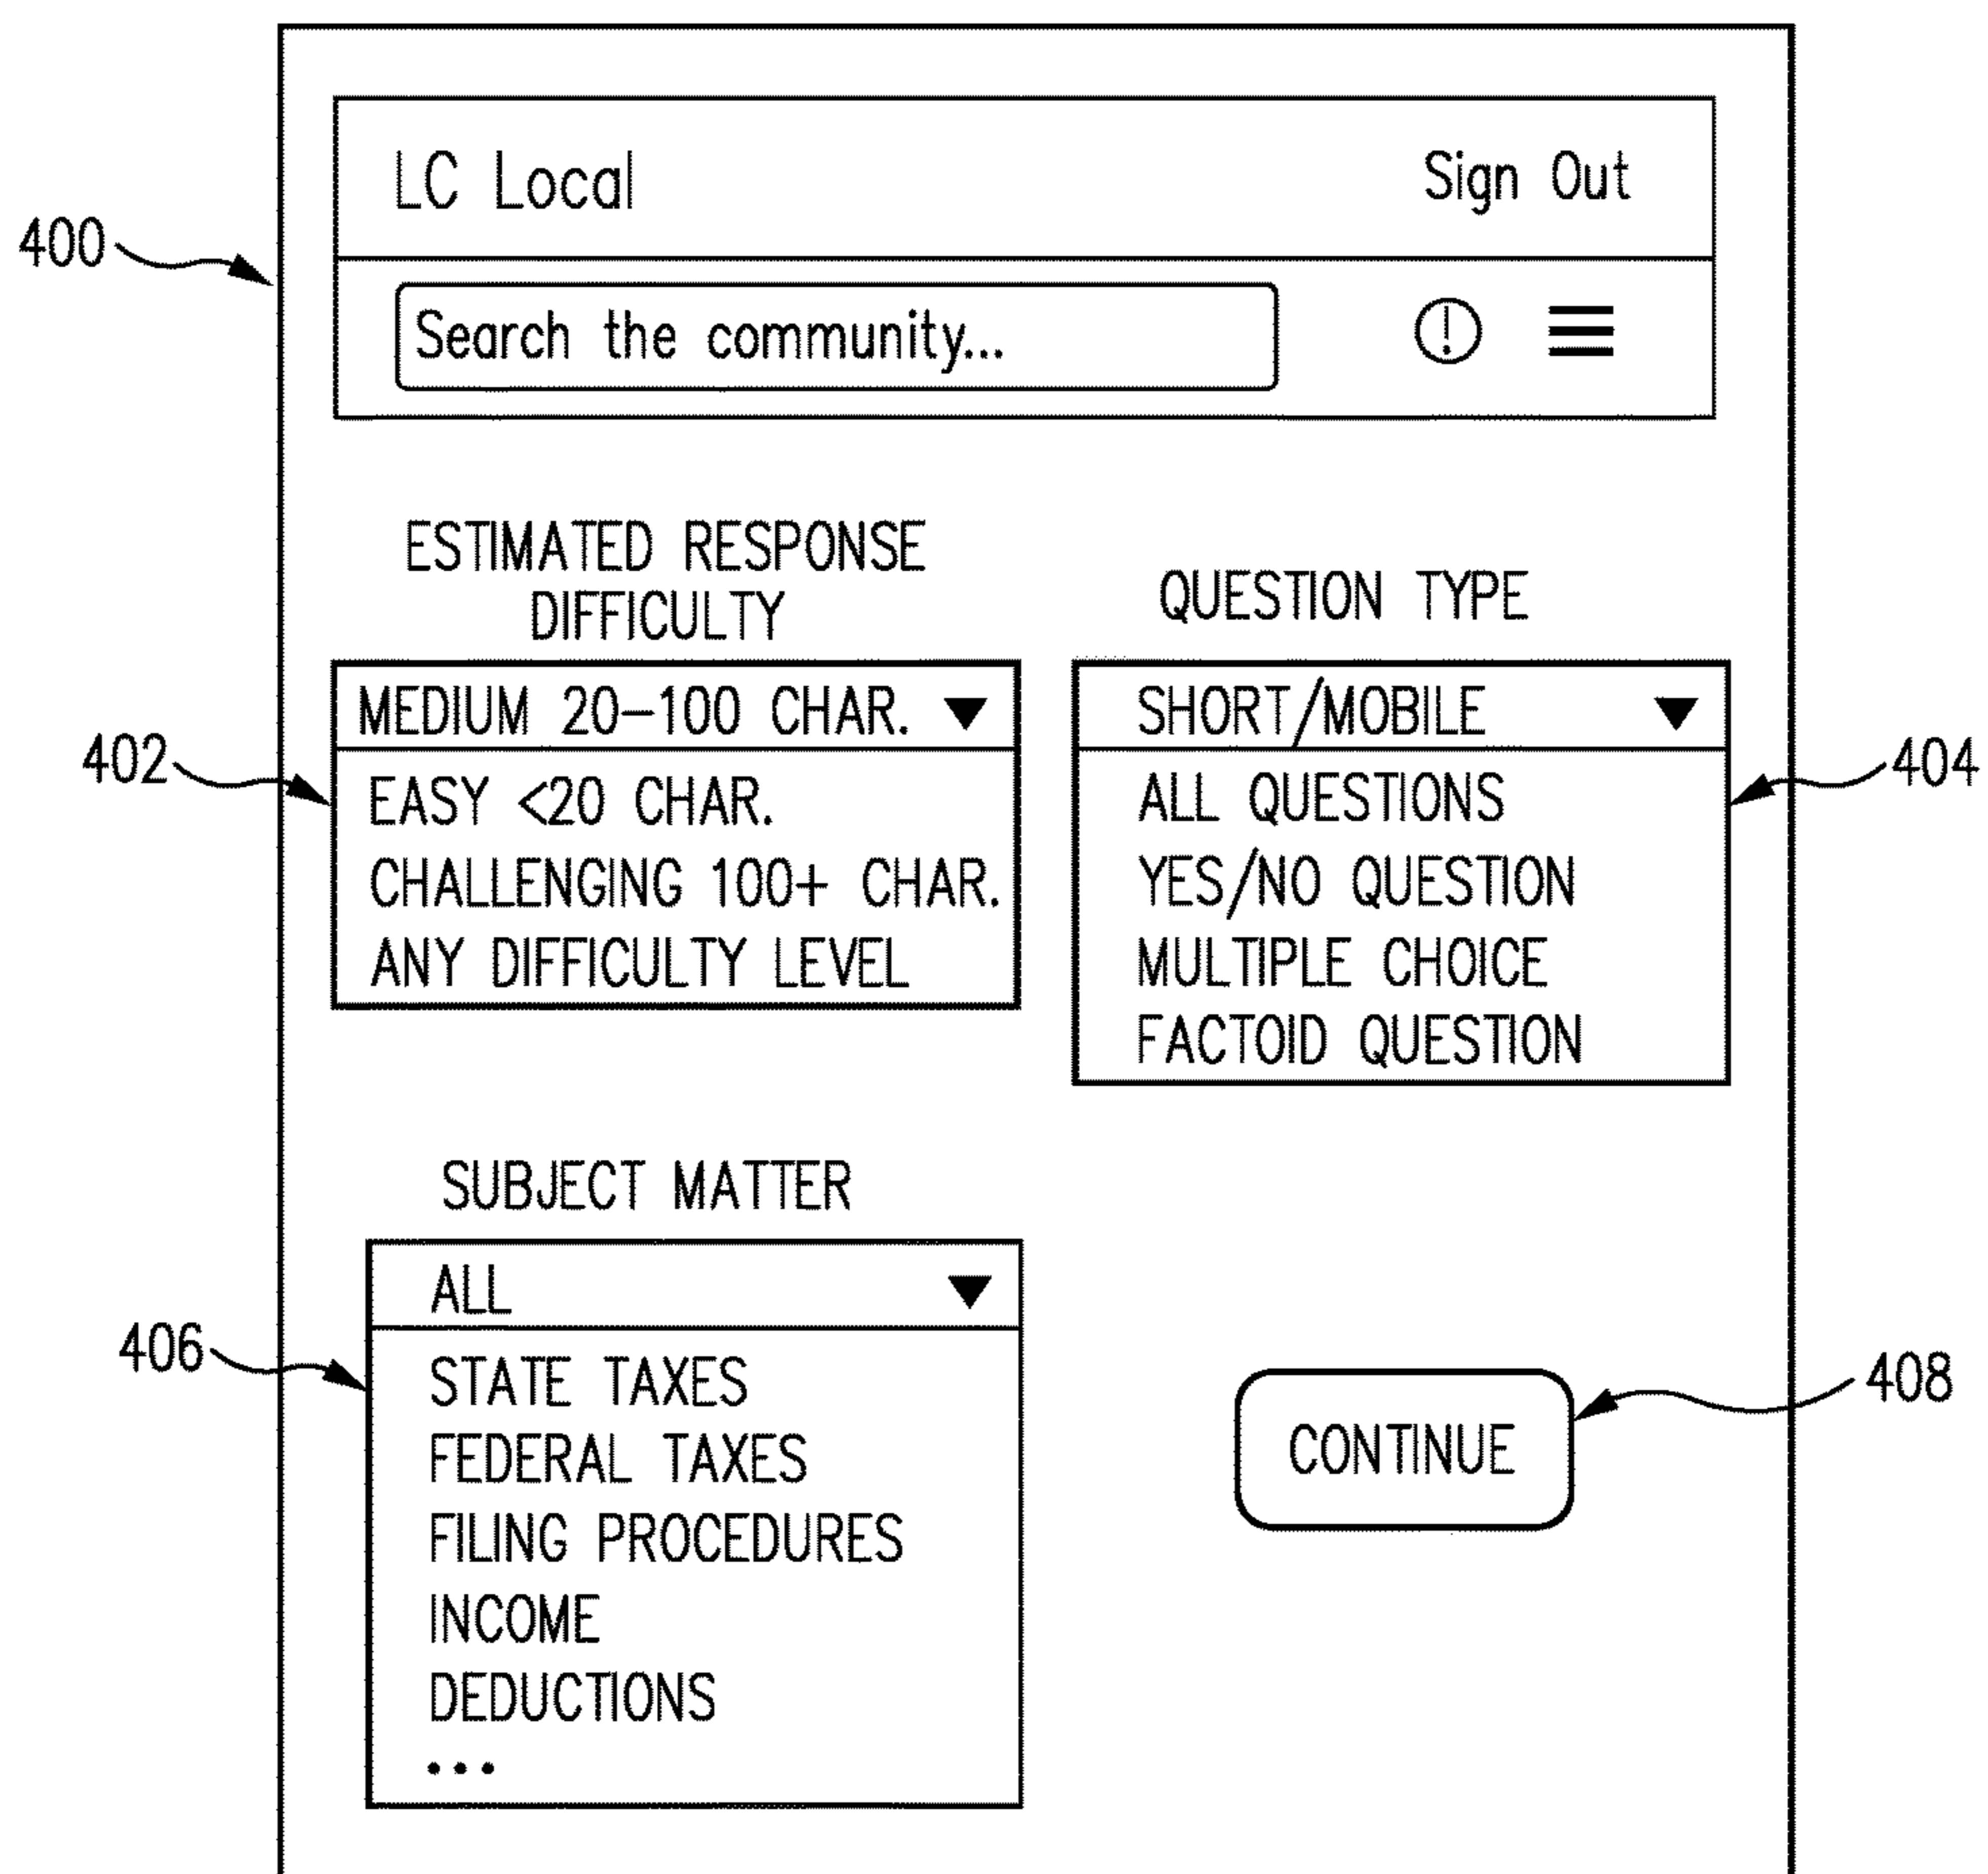 LC Local Sign Out
400
Search the community...
ESTIMATED RESPONSE
DIFFICULTY
QUESTION TYPE
MEDIUM 20-100 CHAR.
EASY <20 CHAR.
CHALLENGING 100+ CHAR.
ANY DIFFICULTY LEVEL
402
SHORT/MOBILE
ALL QUESTIONS
YES/NO QUESTION
MULTIPLE CHOICE
FACTOID QUESTION
404
SUBJECT MATTER
ALL
STATE TAXES
FEDERAL TAXES
FILING PROCEDURES
INCOME
DEDUCTIONS
...
406
CONTINUE
408